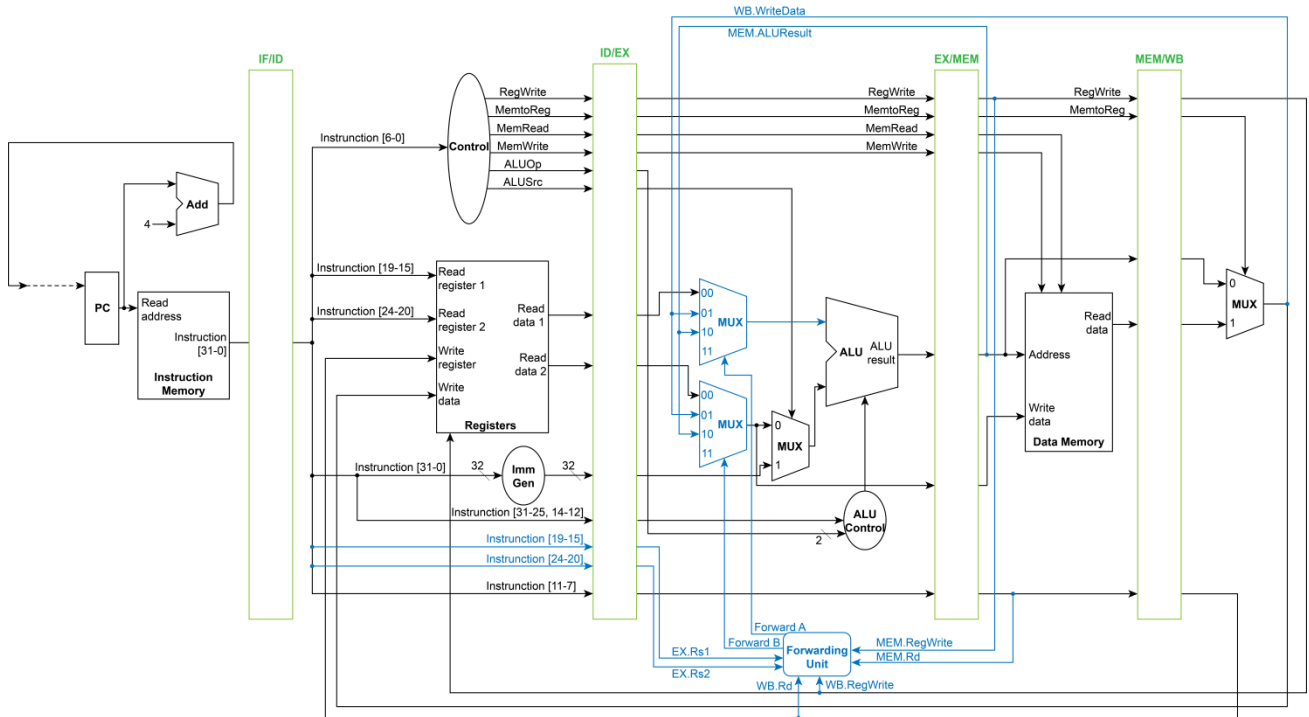 WB.WriteData
MEM.ALUResult
IF/ID
ID/EX
EX/MEM
MEM/WB
RegWrite
MemtoReg
MemRead
MemWrite
ALUOp
ALUSrc
Control
Instrunction [6-0]
RegWrite
MemtoReg
MemRead
MemWrite
RegWrite
MemtoReg
Add
4
PC
Read
address
Instruction
[31-0]
Instruction
Memory
Instrunction [19-15]
Instrunction [24-20]
Read
register 1
Read
register 2
Write
register
Write
data
Read
data 1
Read
data 2
Registers
00
01
10
11
MUX
00
01
10
11
MUX
0
1
MUX
ALU
ALU
result
Address
Write
data
Read
data
Data Memory
0
1
MUX
Instrunction [31-0]
32
Imm
Gen
32
Instrunction [31-25, 14-12]
2
ALU
Control
Instrunction [19-15]
Instrunction [24-20]
Instrunction [11-7]
Forward A
Forward B
EX.Rs1
EX.Rs2
Forwarding
Unit
MEM.RegWrite
MEM.Rd
WB.Rd
WB.RegWrite